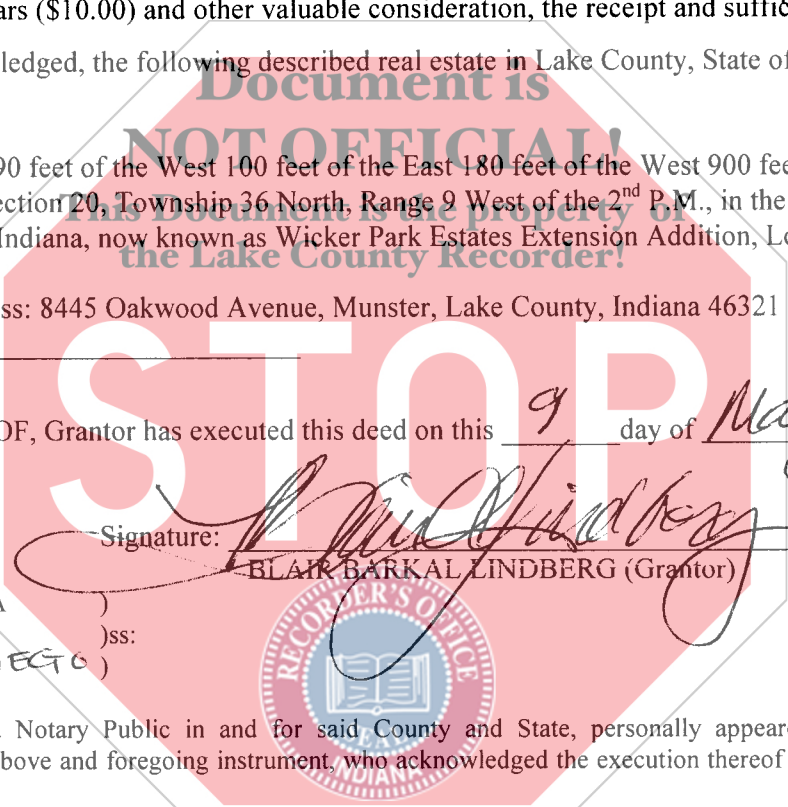 ars ($10.00) and other valuable consideration, the receipt and suffic
ledged, the following described real estate in Lake County, State of
Document is
NOT OFFICIAL!
90 feet of the West 100 feet of the East 180 feet of the West 900 fee
ection 20, Township 36 North, Range 9 West of the 2nd P.M., in the
This Document is the property of
Indiana, now known as Wicker Park Estates Extension Addition, Lo
the Lake County Recorder!
ss: 8445 Oakwood Avenue, Munster, Lake County, Indiana 46321
STOP
OF, Grantor has executed this deed on this 9 day of Ma
Signature:
BLAIR BARKAL LINDBERG (Grantor)
A )
)ss:
EGO )
RECORDER'S OFFICE
SEAL
INDIANA
Notary Public in and for said County and State, personally appear
bove and foregoing instrument, who acknowledged the execution thereof